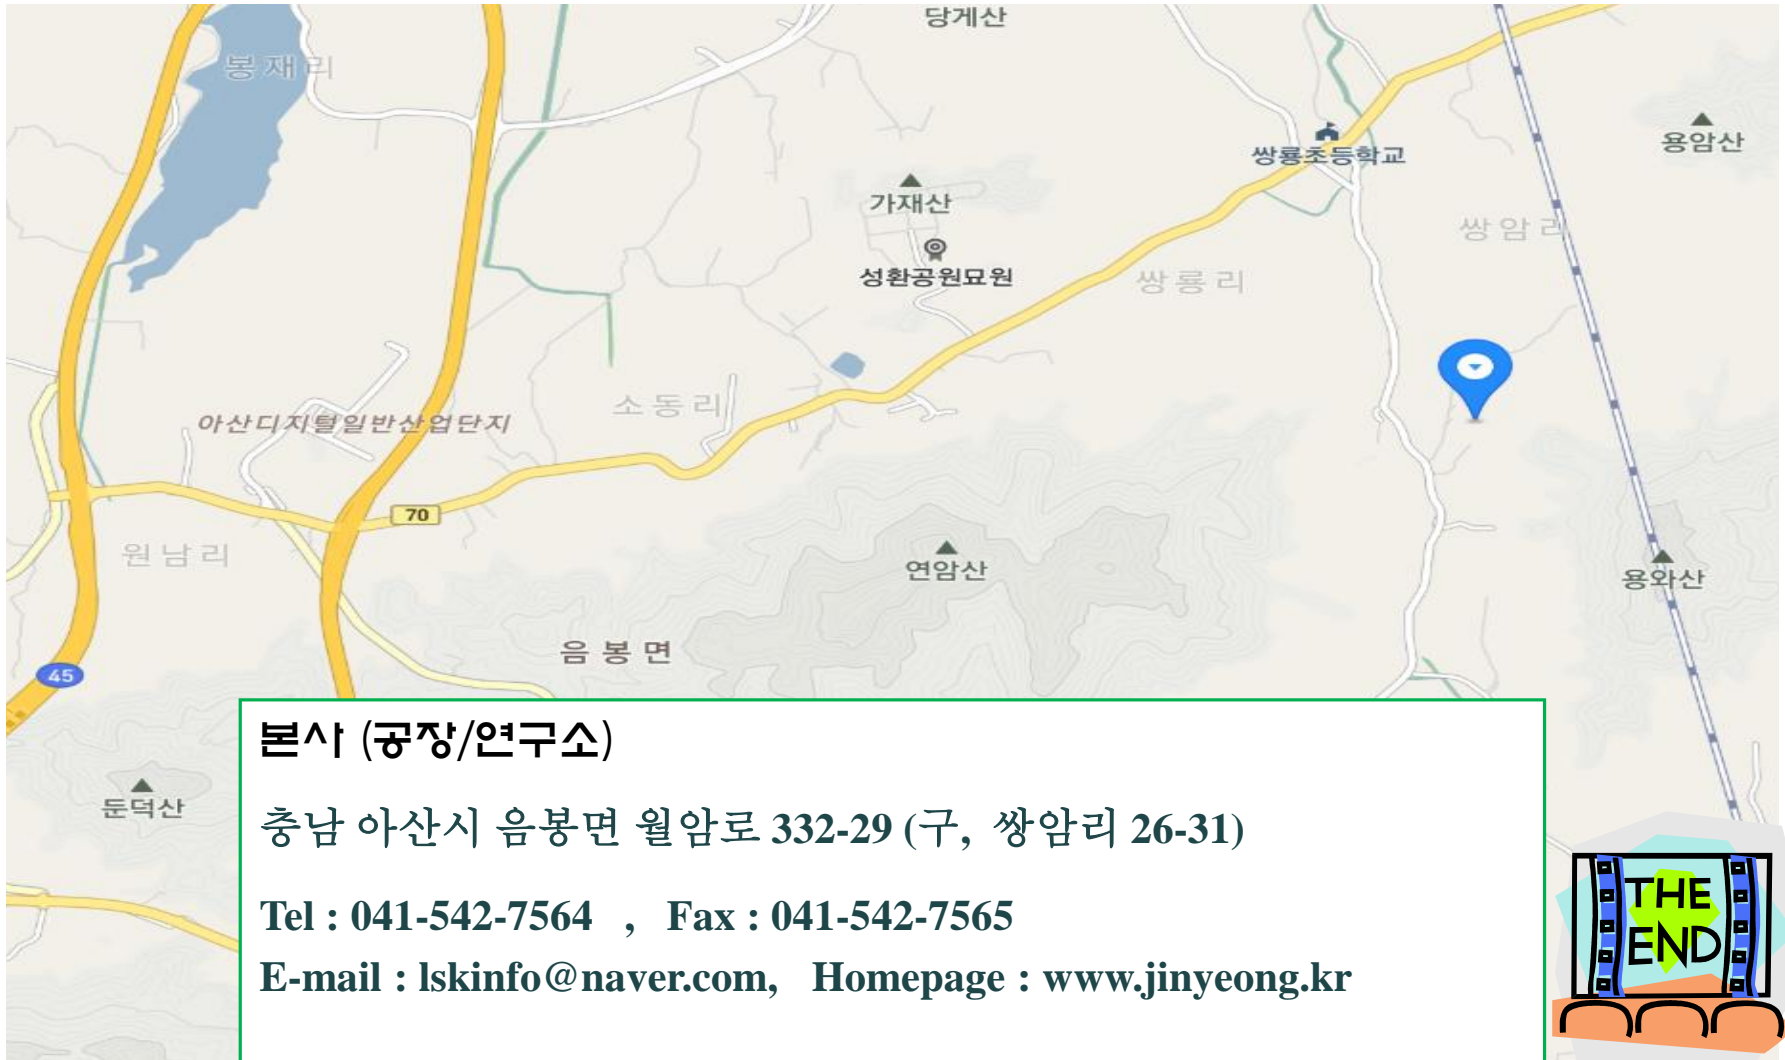 당게산
봉재리
용암산
쌍룡초등학교
가재산
쌍암리
성환공원묘원
쌍룡리
소동리
아산디지털일반산업단지
70
원남리
연암산
용와산
음봉면
45
둔덕산
본사 (공장/연구소)
충남 아산시 음봉면 월암로 332-29 (구, 쌍암리 26-31)
Tel : 041-542-7564 , Fax : 041-542-7565
E-mail : lskinfo@naver.com, Homepage : www.jinyeong.kr
THE
END